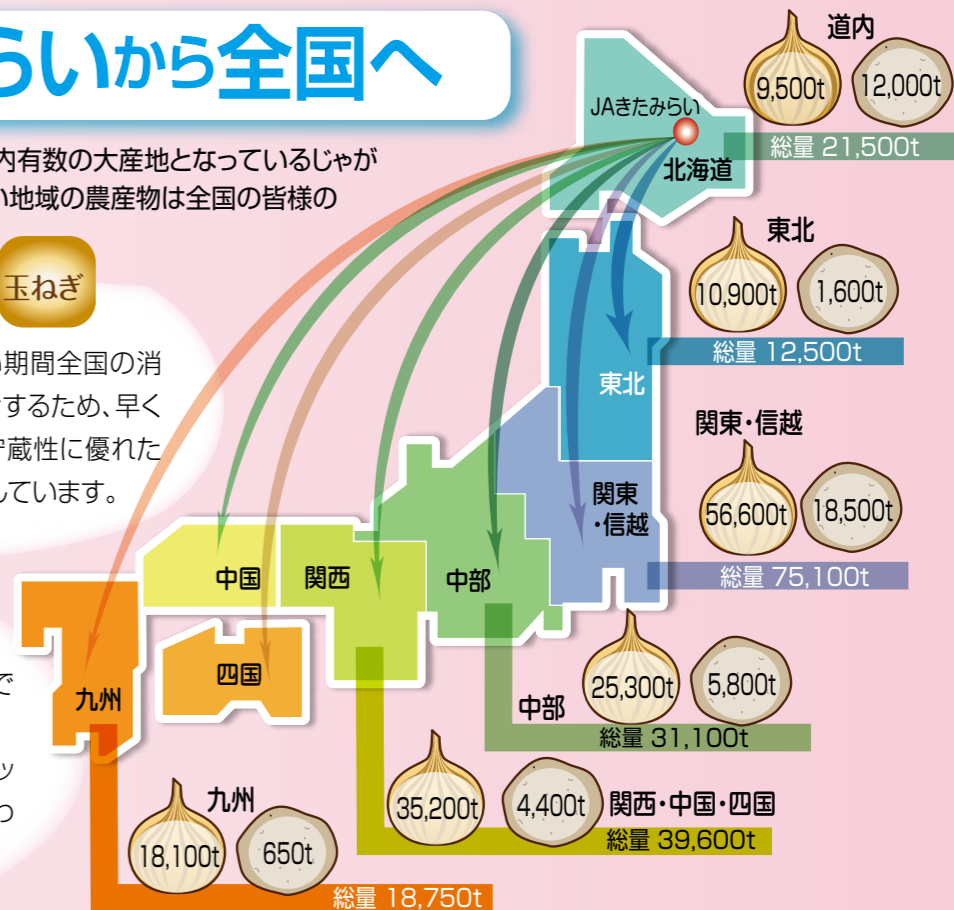 らいから全国へ
内有数の大産地となっているじゃが
い地域の農産物は全国の皆様の
玉ねぎ
い期間全国の消
するため、早く
貯蔵性に優れた
しています。
で
ッ
わ
JAきたみらい
北海道
東北
関東
・信越
中部
関西
中国
四国
九州
道内
9,500t 12,000t
総量 21,500t
東北
10,900t 1,600t
総量 12,500t
関東・信越
56,600t 18,500t
総量 75,100t
中部
25,300t 5,800t
総量 31,100t
関西・中国・四国
35,200t 4,400t
総量 39,600t
九州
18,100t 650t
総量 18,750t